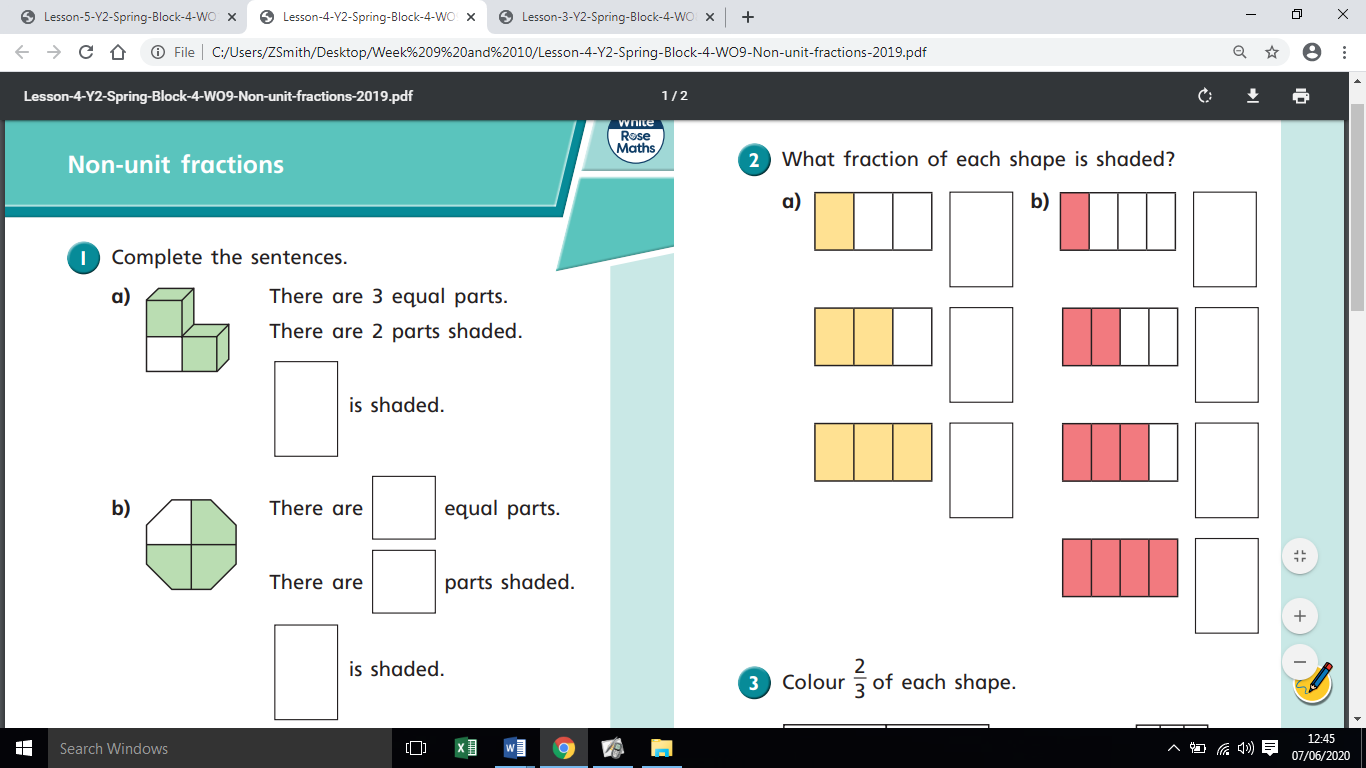 Lesson-5-Y2-Spring-Block-4-WO
Lesson-4-Y2-Spring-Block-4-WO
Lesson-3-Y2-Spring-Block-4-WO
File
C:/Users/ZSmith/Desktop/Week%209%20and%2010/Lesson-4-Y2-Spring-Block-4-WO9-Non-unit-fractions-2019.pdf
Lesson-4-Y2-Spring-Block-4-WO9-Non-unit-fractions-2019.pdf
1 / 2
White
Rose
Maths
Non-unit fractions
1 Complete the sentences.
a)
There are 3 equal parts.
There are 2 parts shaded.
is shaded.
b)
There are equal parts.
There are parts shaded.
is shaded.
2 What fraction of each shape is shaded?
a) b)
3 Colour 2/3 of each shape.
Search Windows
12:45
07/06/2020